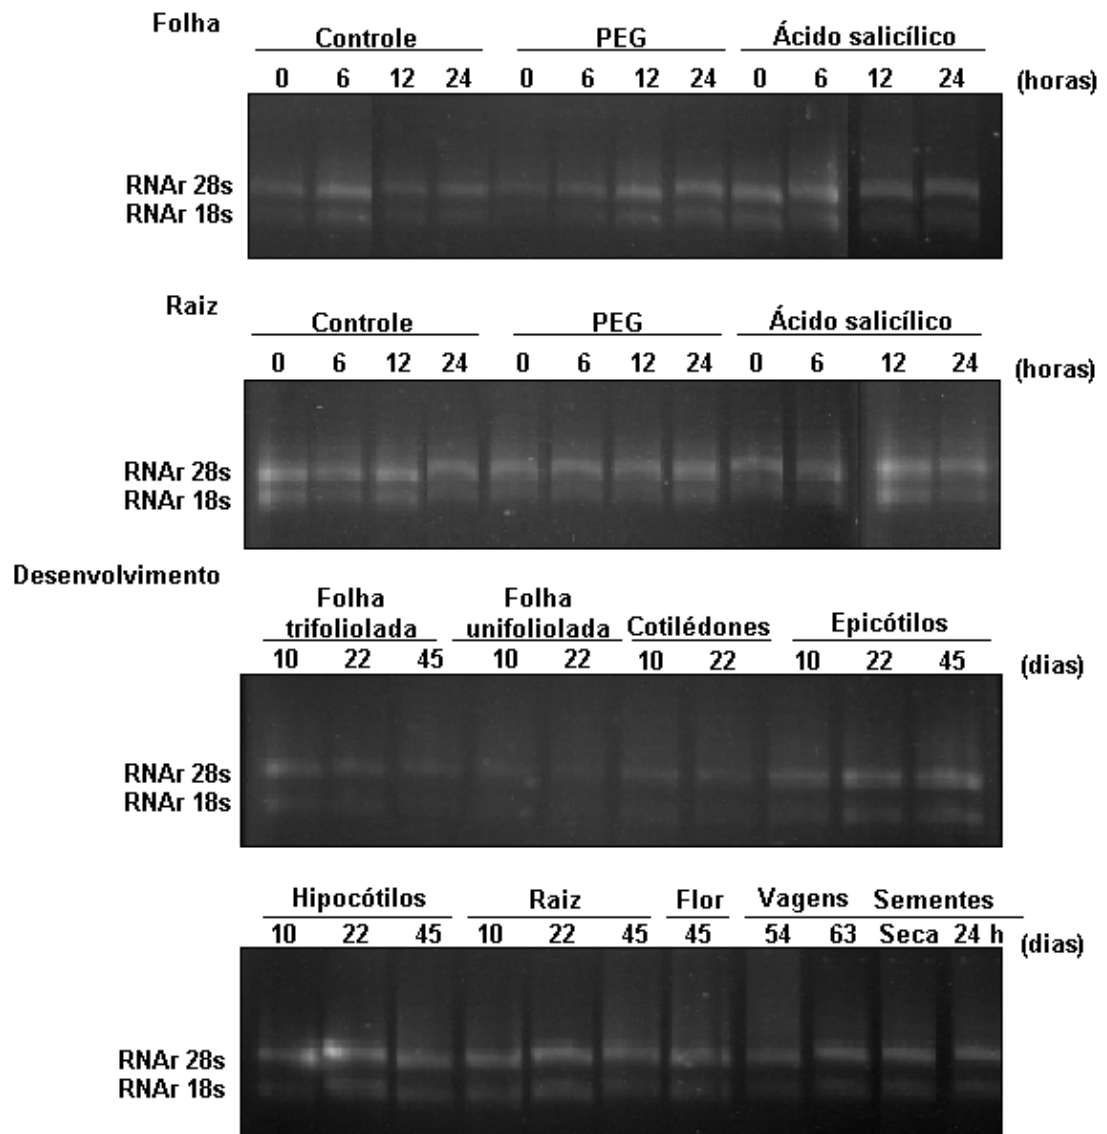 Folha
Controle PEG Ácido salicílico
0 6 12 24 0 6 12 24 0 6 12 24 (horas)
RNAr 28s
RNAr 18s
Raiz
Controle PEG Ácido salicílico
0 6 12 24 0 6 12 24 0 6 12 24 (horas)
RNAr 28s
RNAr 18s
Desenvolvimento
Folha Folha
trifoliolada unifoliolada Cotilédones Epicótilos
10 22 45 10 22 10 22 10 22 45 (dias)
RNAr 28s
RNAr 18s
Hipocótilos Raiz Flor Vagens Sementes
10 22 45 10 22 45 45 54 63 Seca 24 h (dias)
RNAr 28s
RNAr 18s